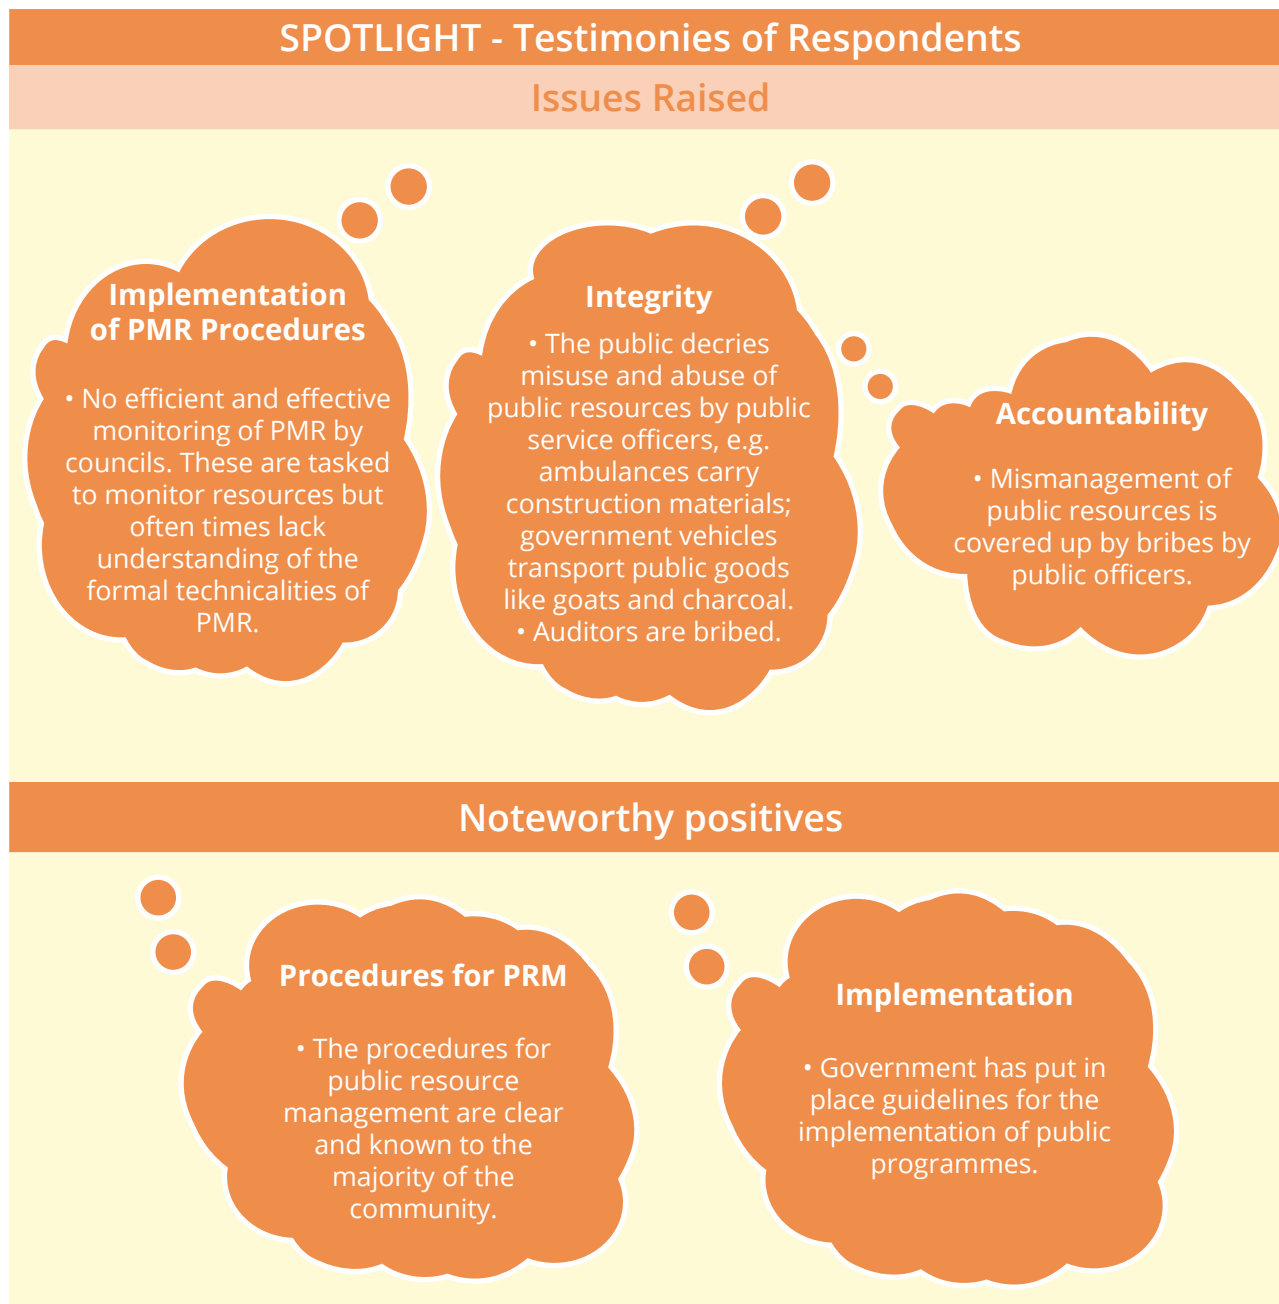 SPOTLIGHT - Testimonies of Respondents
Issues Raised
Implementation
of PMR Procedures
• No efficient and effective
monitoring of PMR by
councils. These are tasked
to monitor resources but
often times lack
understanding of the
formal technicalities of
PMR.
Integrity
• The public decries
misuse and abuse of
public resources by public
service officers, e.g.
ambulances carry
construction materials;
government vehicles
transport public goods
like goats and charcoal.
• Auditors are bribed.
Accountability
• Mismanagement of
public resources is
covered up by bribes by
public officers.
Noteworthy positives
Procedures for PRM
• The procedures for
public resource
management are clear
and known to the
majority of the
community.
Implementation
• Government has put in
place guidelines for the
implementation of public
programmes.